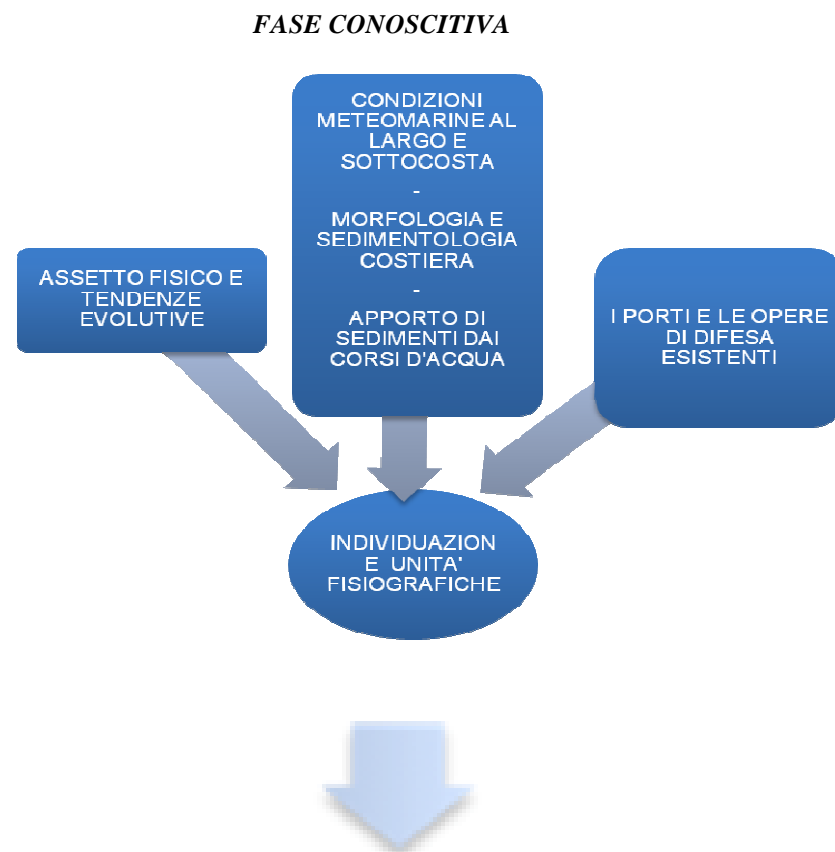 FASE CONOSCITIVA
CONDIZIONI
METEOMARINE AL
LARGO E
SOTTOCOSTA
-
MORFOLOGIA E
SEDIMENTOLOGIA
COSTIERA
-
APPORTO DI
SEDIMENTI DAI
CORSI D'ACQUA
ASSETTO FISICO E
TENDENZE
EVOLUTIVE
I PORTI E LE OPERE
DI DIFESA
ESISTENTI
INDIVIDUAZION
E UNITA'
FISIOGRAFICHE